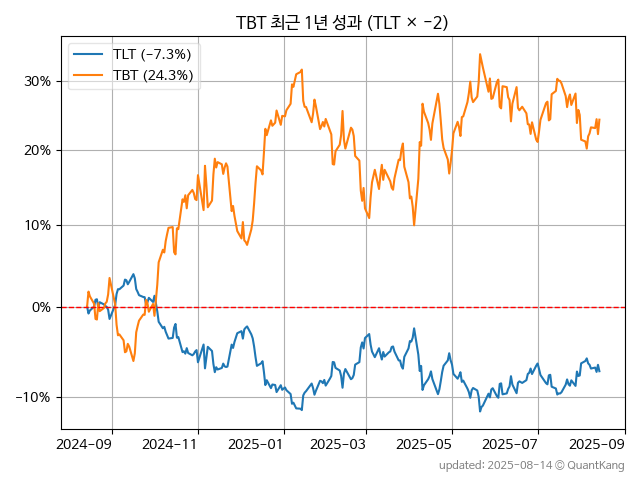 TBT 최근 1년 성과 (TLT × −2)
TLT (−7.3%)
TBT (24.3%)
30%
20%
10%
0%
−10%
2024-09 2024-11 2025-01 2025-03 2025-05 2025-07 2025-09
updated: 2025-08-14 © QuantKang